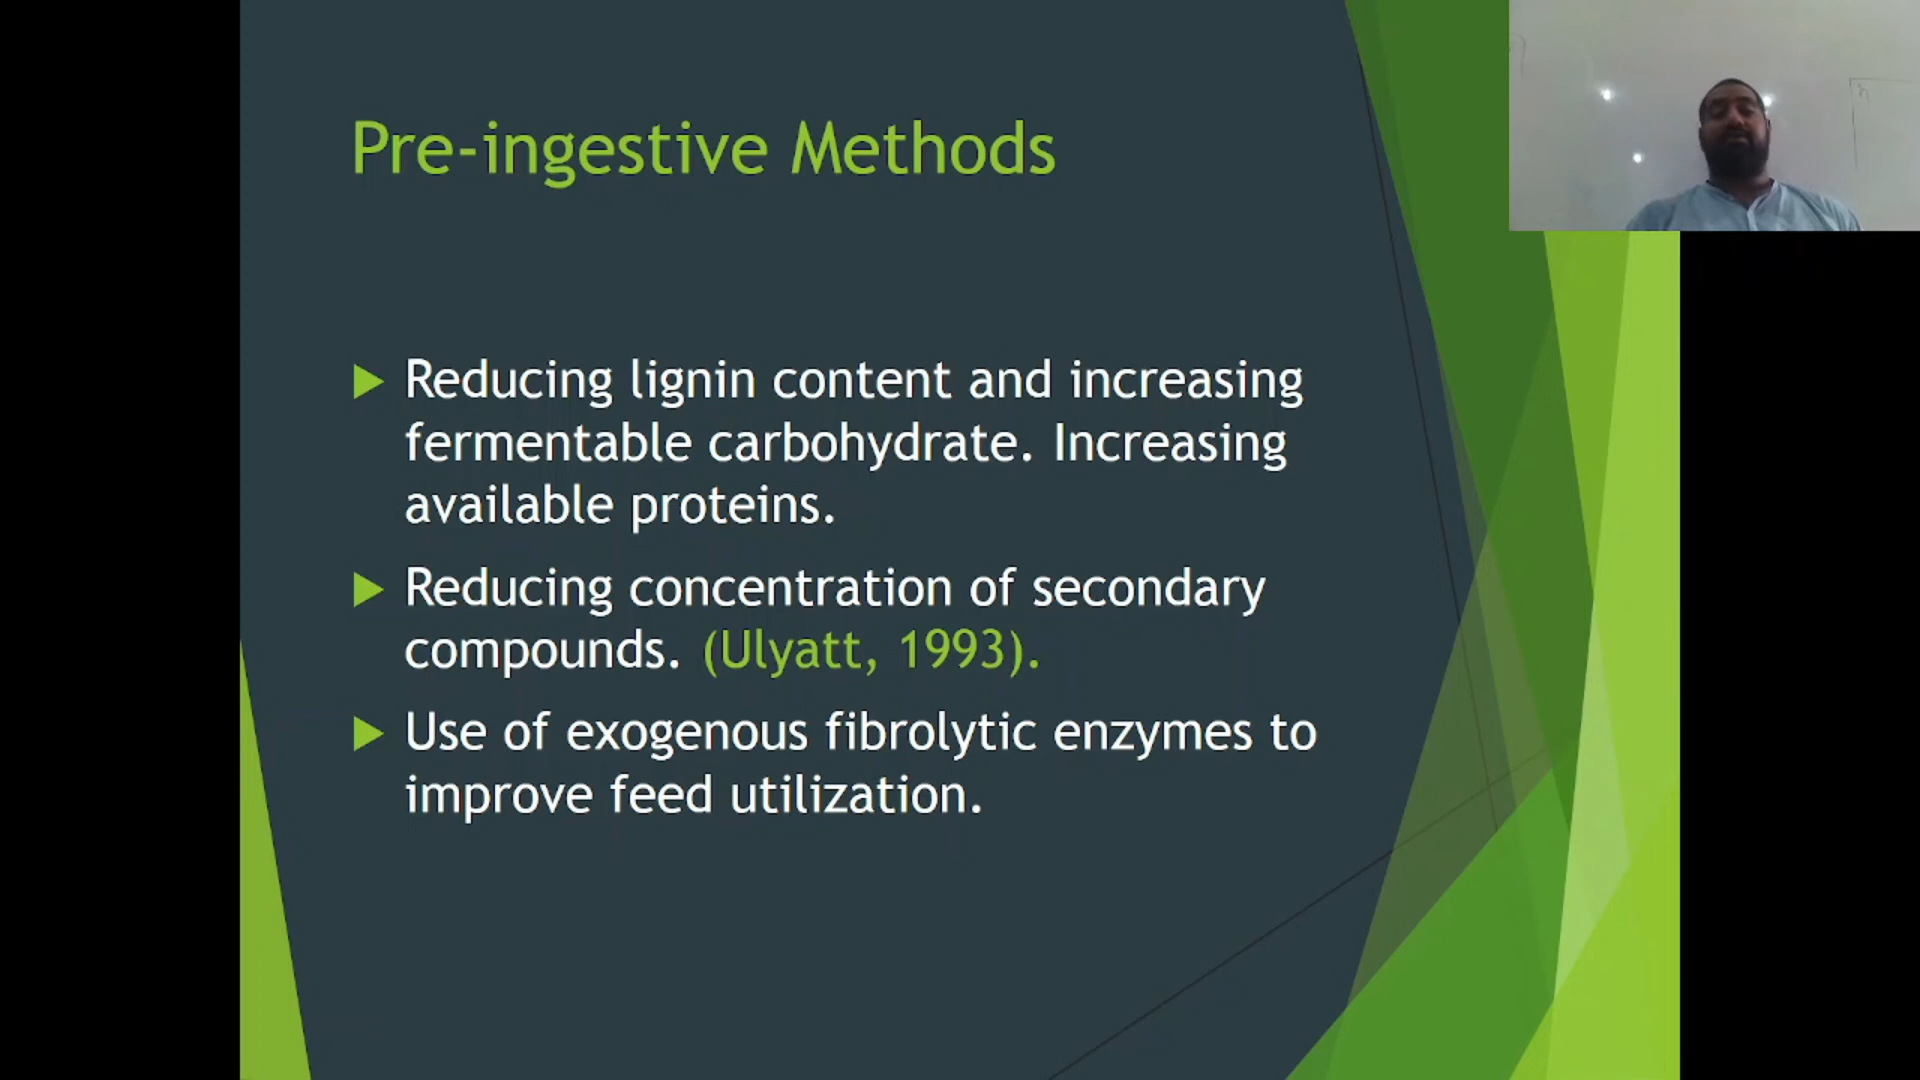 Pre-ingestive Methods
Reducing lignin content and increasing
fermentable carbohydrate. Increasing
available proteins.
Reducing concentration of secondary
compounds. (Ulyatt, 1993).
Use of exogenous fibrolytic enzymes to
improve feed utilization.